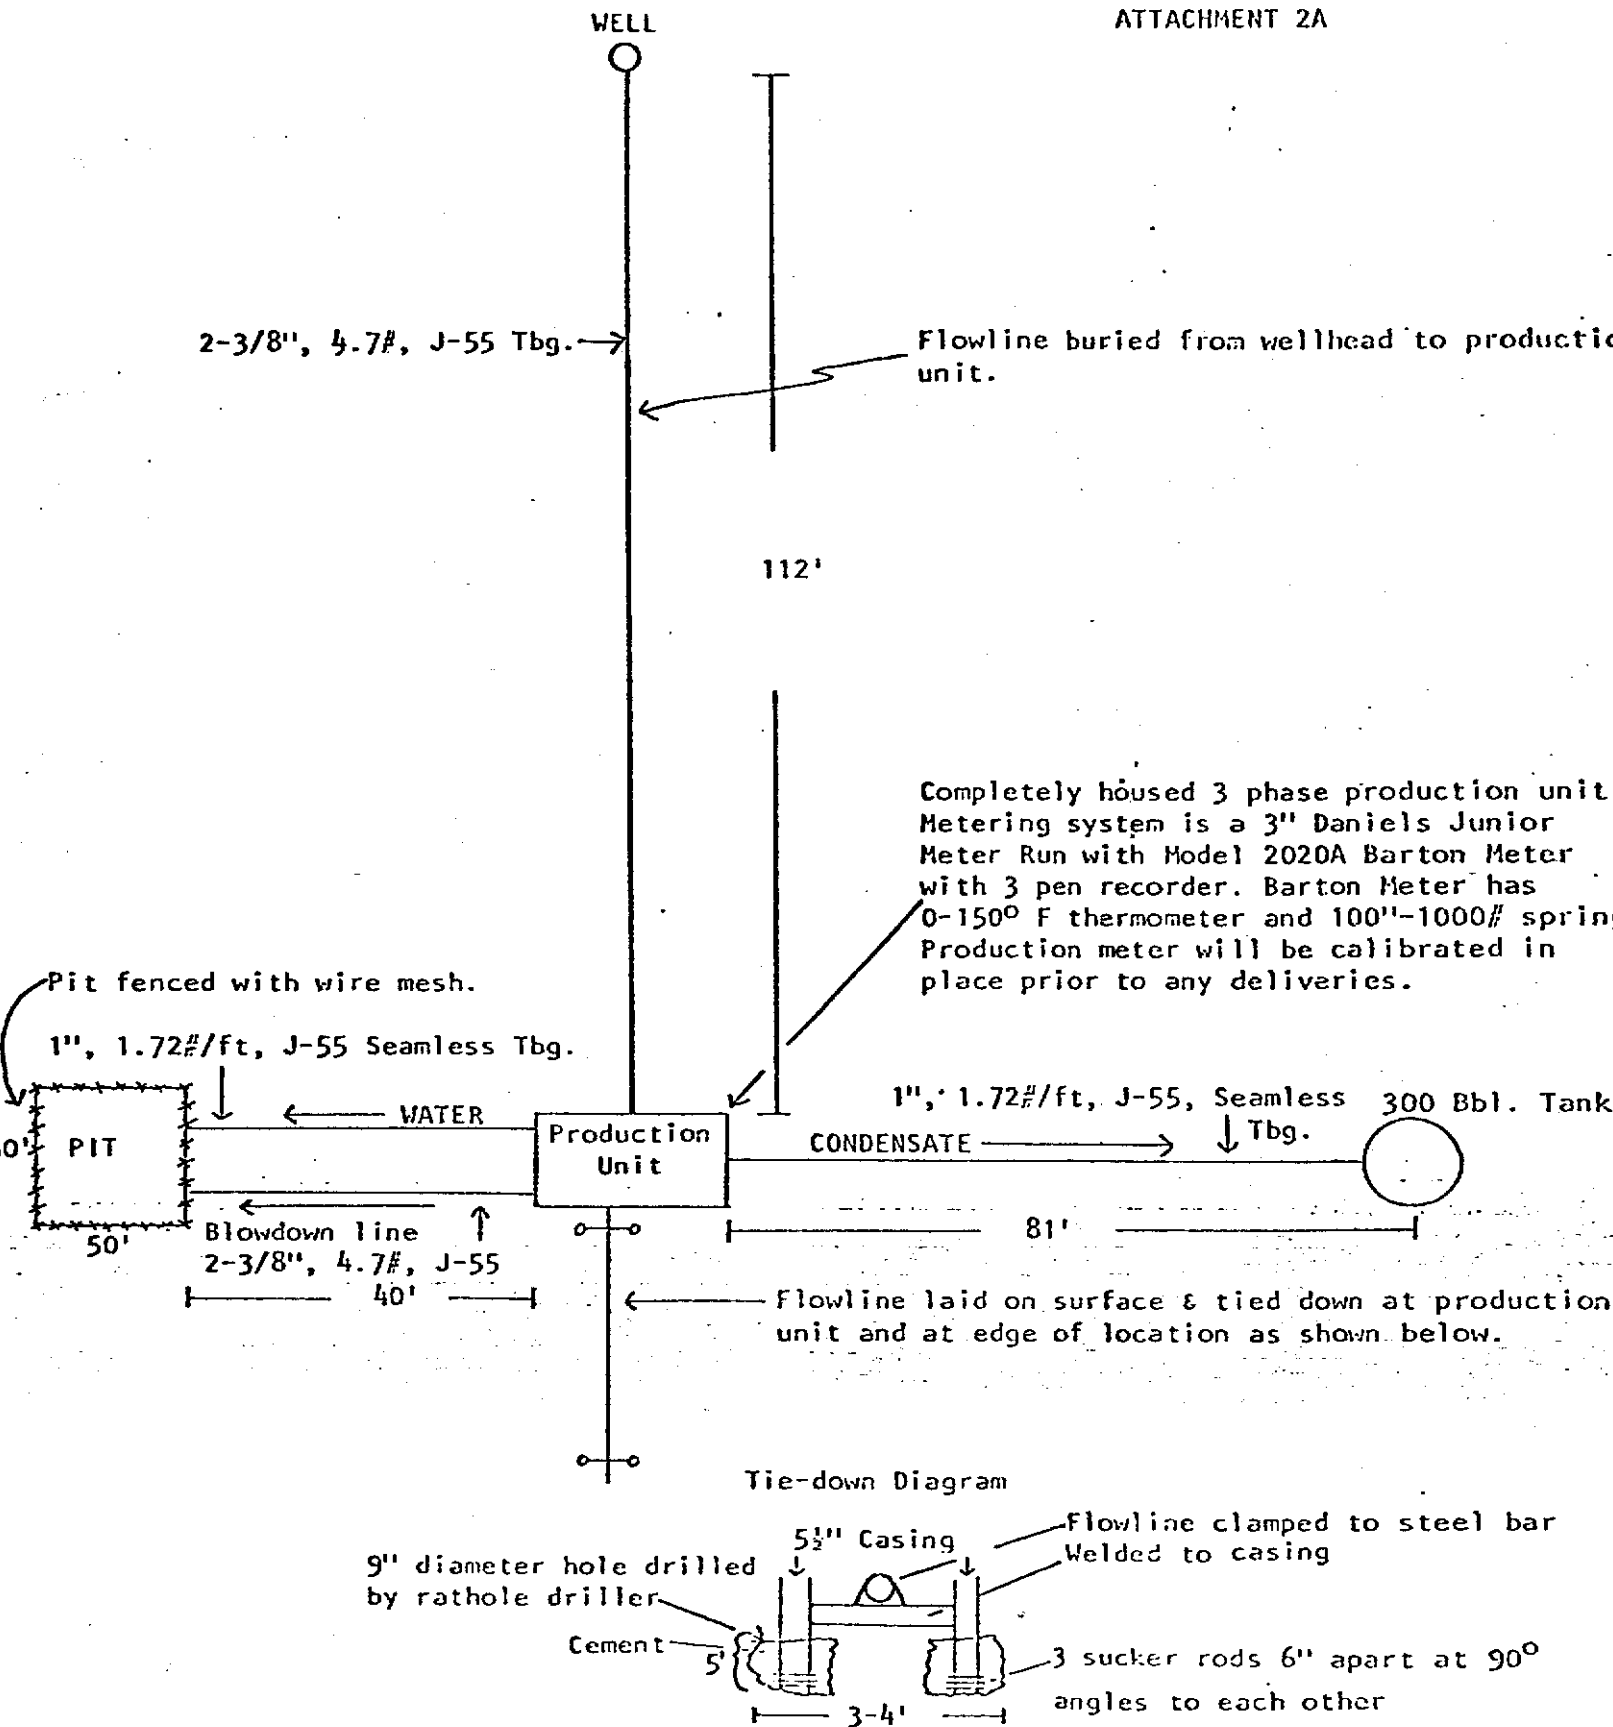 WELL
ATTACHMENT 2A
2-3/8", 4.7#, J-55 Tbg.
Flowline buried from wellhead to productio
unit.
112'
Completely housed 3 phase production unit
Metering system is a 3" Daniels Junior
Meter Run with Model 2020A Barton Meter
with 3 pen recorder. Barton Meter has
0-150° F thermometer and 100"-1000# spring
Production meter will be calibrated in
place prior to any deliveries.
Pit fenced with wire mesh.
1", 1.72#/ft, J-55 Seamless Tbg.
WATER
PIT
50'
Production
Unit
1", 1.72#/ft, J-55, Seamless
Tbg.
300 Bbl. Tank
CONDENSATE
81'
Blowdown line
2-3/8", 4.7#, J-55
40'
Flowline laid on surface & tied down at production
unit and at edge of location as shown below.
Tie-down Diagram
5½" Casing
Flowline clamped to steel bar
Welded to casing
9" diameter hole drilled
by rathole driller
Cement
5'
3 sucker rods 6" apart at 90°
angles to each other
3-4'